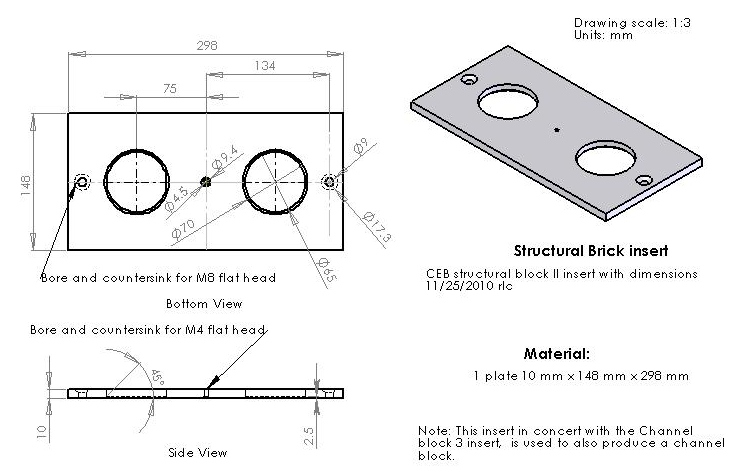 Drawing scale: 1:3
Units: mm
298
134
75
148
Ø9.4
Ø9
Ø4.5
Ø70
Ø65
Ø17.3
Bore and countersink for M8 flat head
Bottom View
Structural Brick insert
CEB structural block II insert with dimensions
11/25/2010 rlc
Bore and countersink for M4 flat head
45°
10
2.5
Side View
Material:
1 plate 10 mm x 148 mm x 298 mm
Note: This insert in concert with the Channel
block 3 insert, is used to also produce a channel
block.